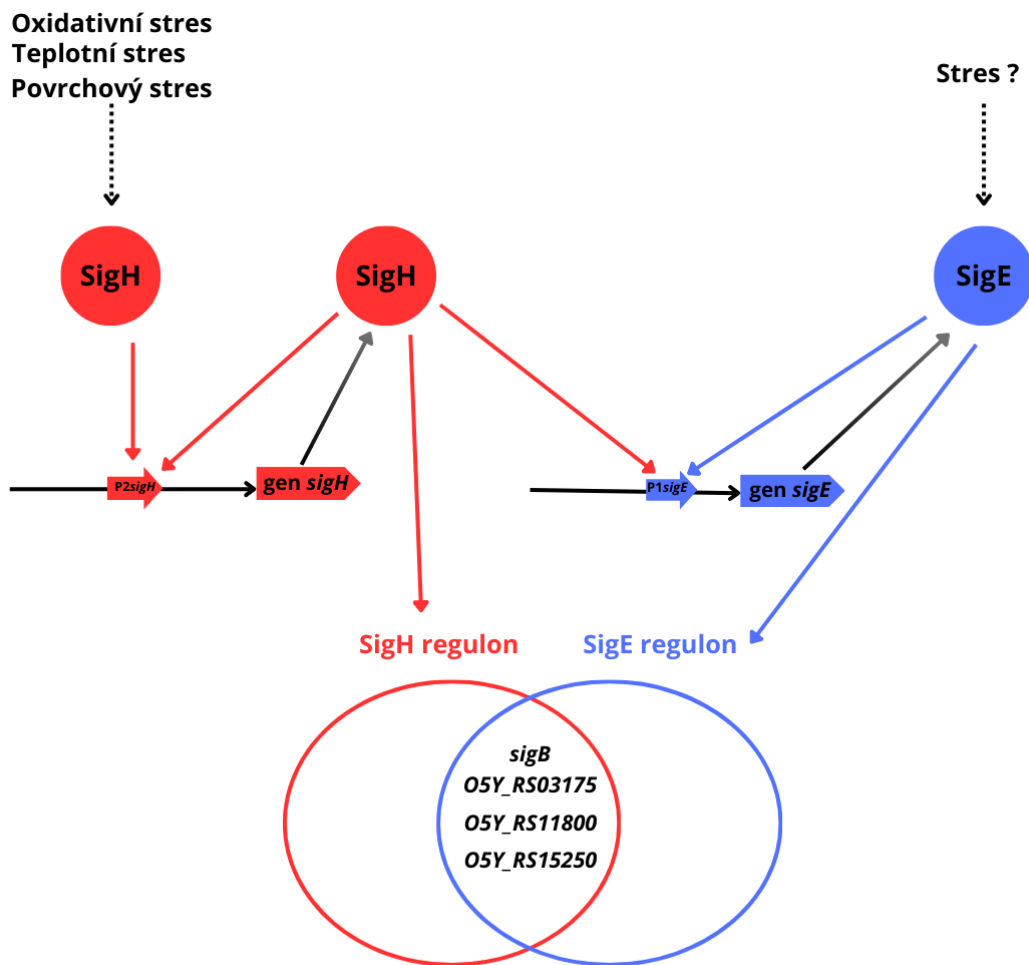 Oxidativní stres
Teplotní stres
Povrchový stres
Stres ?
SigH
SigH
SigE
P2sigH
gen sigH
P1sigE
gen sigE
SigH regulon
SigE regulon
sigB
O5Y_RS03175
O5Y_RS11800
O5Y_RS15250